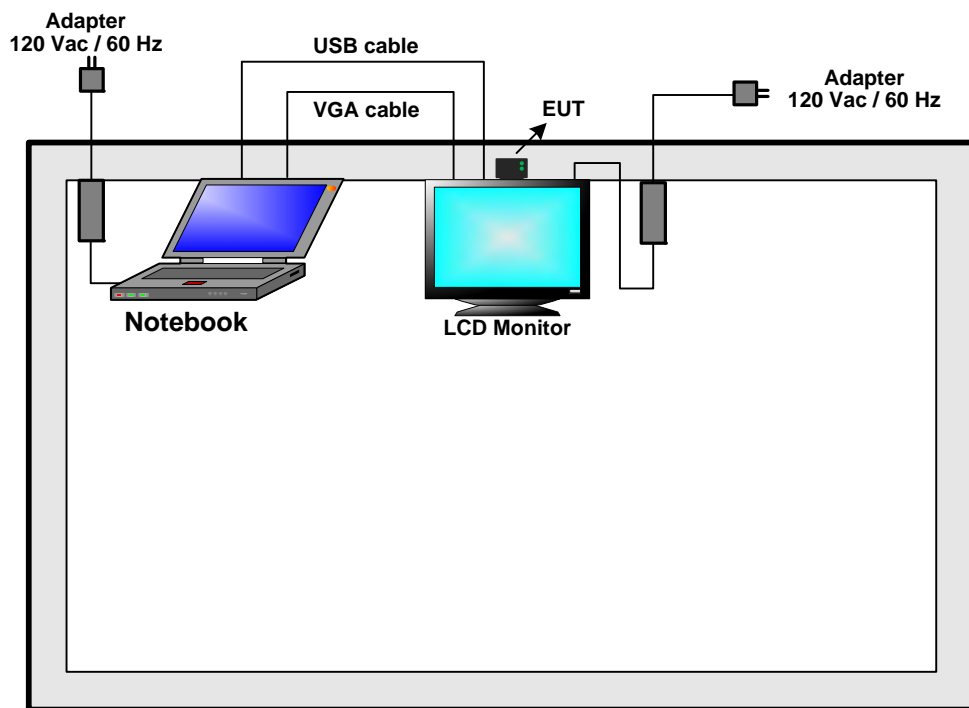 Adapter
120 Vac / 60 Hz
USB cable
VGA cable
EUT
Adapter
120 Vac / 60 Hz
Notebook
LCD Monitor